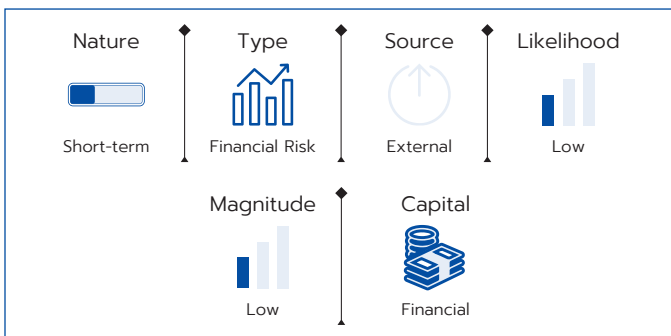 Nature Type Source Likelihood
Short-term Financial Risk External Low
Magnitude Capital
Low Financial